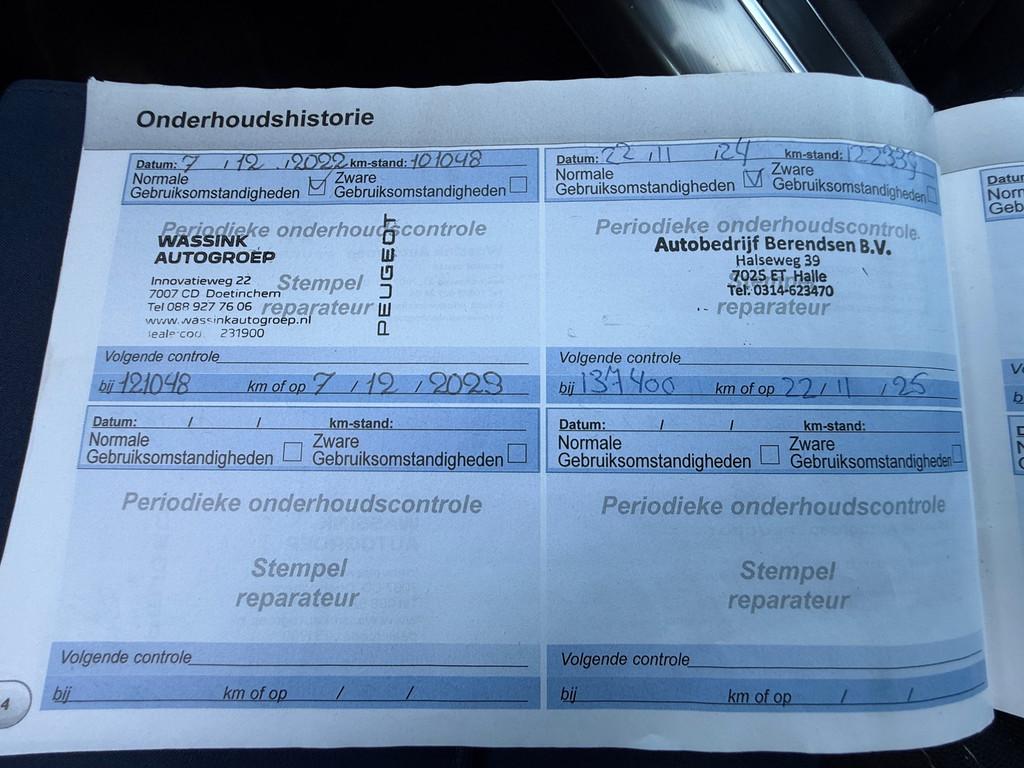 Onderhoudshistorie
Datum: 7 / 12 / 2022 km-stand: 101048
Normale Gebruiksomstandigheden Zware Gebruiksomstandigheden
Periodieke onderhoudscontrole
WASSINK
AUTOGROEP
PEUGEOT
Stempel
reparateur
Innovatieweg 22
7007 CD Doetinchem
Tel 088 927 76 06
www.wassinkautogroep.nl
231900
Volgende controle
bij 121048 km of op 7 / 12 / 2023
Datum: 22 / 11 / 24 km-stand: 122339
Normale Gebruiksomstandigheden Zware Gebruiksomstandigheden
Periodieke onderhoudscontrole
Autobedrijf Berendsen B.V.
Halseweg 39
7025 ET Halle
Tel: 0314-623470
Stempel
reparateur
Volgende controle
bij 137400 km of op 22 / 11 / 25
Datum: / / km-stand:
Normale Gebruiksomstandigheden Zware Gebruiksomstandigheden
Periodieke onderhoudscontrole
Stempel
reparateur
Volgende controle
bij km of op / /
Datum: / / km-stand:
Normale Gebruiksomstandigheden Zware Gebruiksomstandigheden
Periodieke onderhoudscontrole
Stempel
reparateur
Volgende controle
bij km of op / /
4